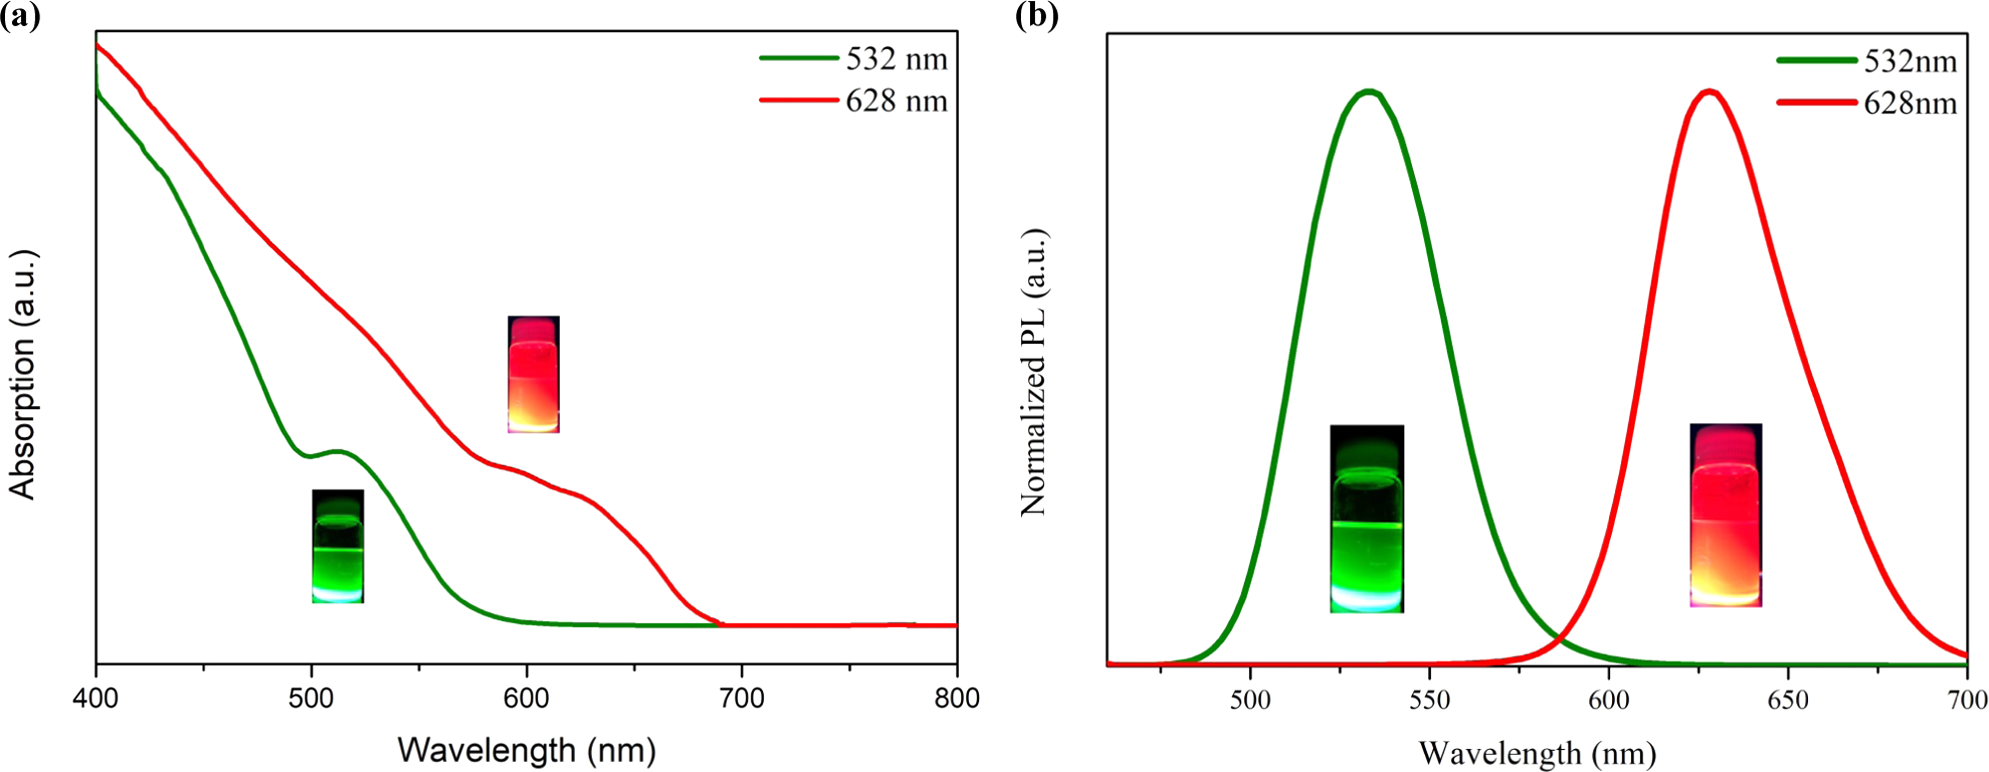 (a)
532 nm
628 nm
Absorption (a.u.)
400 500 600 700 800
Wavelength (nm)
(b)
532nm
628nm
Normalized PL (a.u.)
500 550 600 650 700
Wavelength (nm)